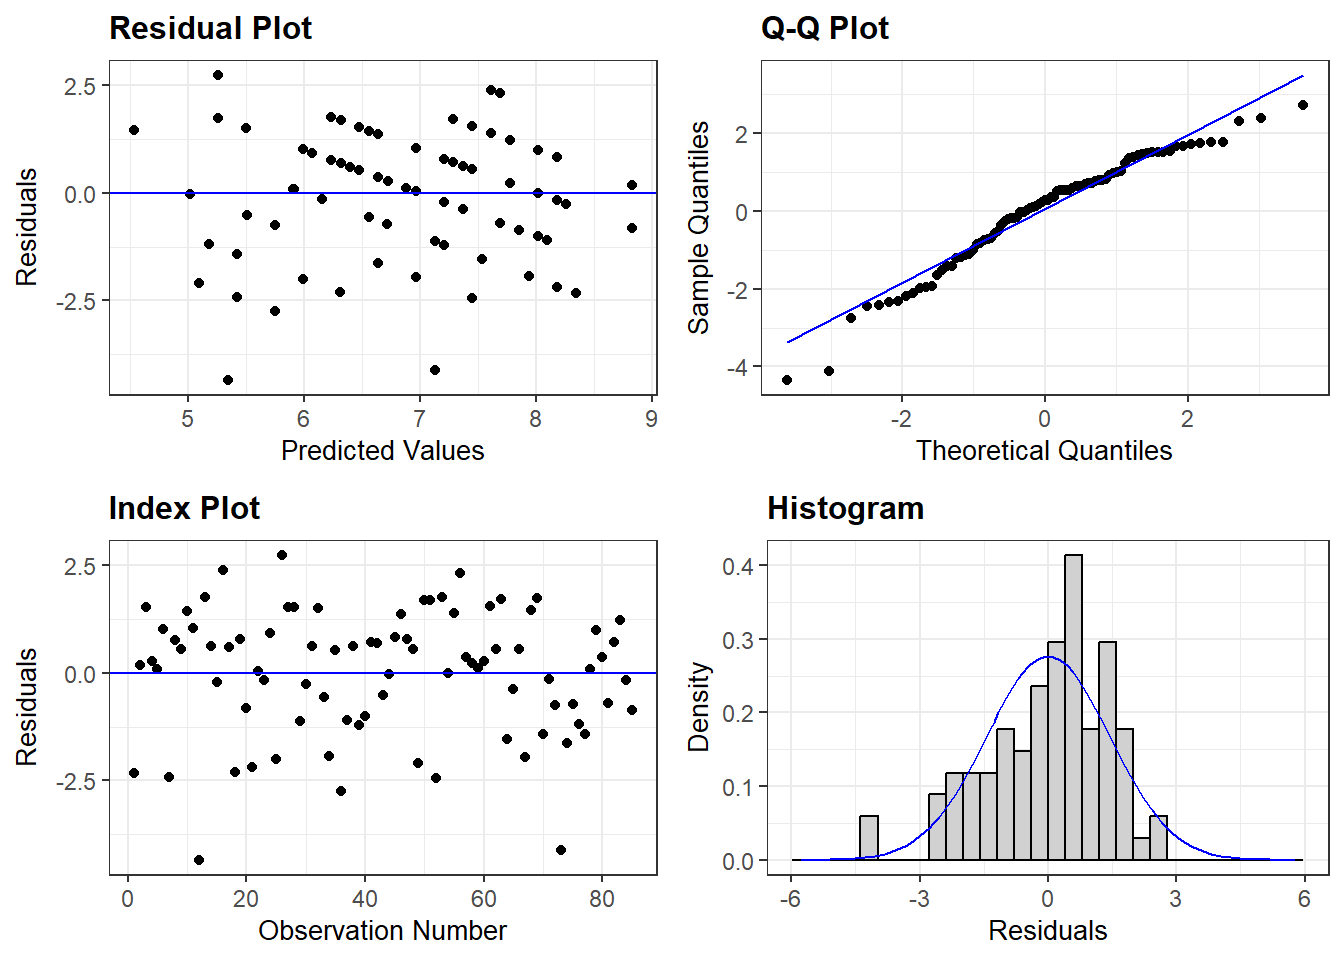 Residual Plot
2.5
0.0
-2.5
Residuals
5 6 7 8 9
Predicted Values
Q-Q Plot
2
0
-2
-4
Sample Quantiles
-2 0 2
Theoretical Quantiles
Index Plot
2.5
0.0
-2.5
Residuals
0 20 40 60 80
Observation Number
Histogram
0.4
0.3
0.2
0.1
0.0
Density
-6 -3 0 3 6
Residuals